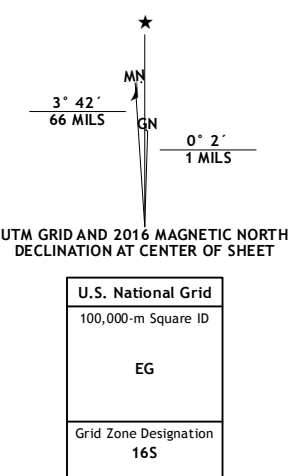 MN
3° 42´
66 MILS
GN
0° 2´
1 MILS
UTM GRID AND 2016 MAGNETIC NORTH
DECLINATION AT CENTER OF SHEET
U.S. National Grid
100,000-m Square ID
EG
Grid Zone Designation
16S